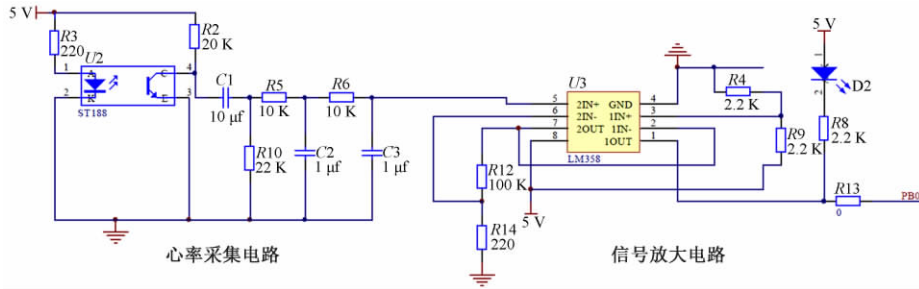 5 V
R3
220
R2
20 K
U2
1
A
C
4
2
K
E
3
ST188
C1
10 μf
R5
10 K
R6
10 K
R10
22 K
C2
1 μf
C3
1 μf
心率采集电路
U3
5
2IN+
GND
4
6
2IN-
1IN+
3
7
2OUT
1IN-
2
8
1OUT
1
LM358
R12
100 K
R14
220
5 V
R4
2.2 K
R9
2.2 K
5 V
1
D2
2
R8
2.2 K
R13
0
PB0
信号放大电路